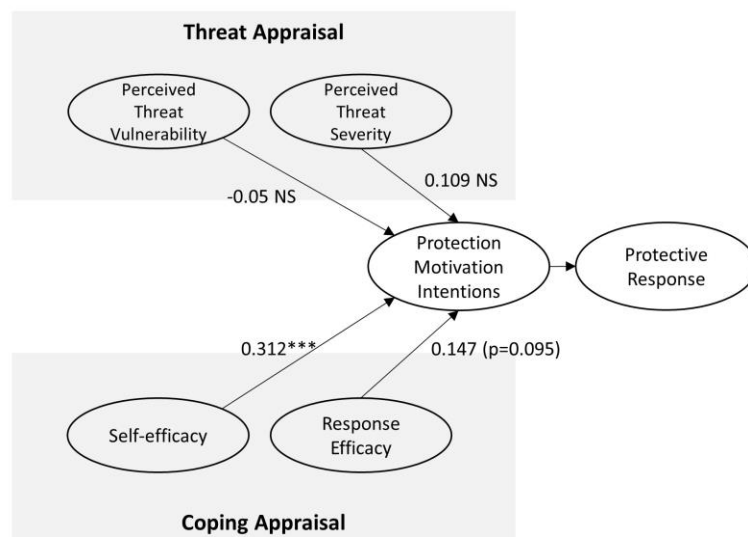 Threat Appraisal
Perceived
Threat
Vulnerability
Perceived
Threat
Severity
-0.05 NS
0.109 NS
Protection
Motivation
Intentions
Protective
Response
0.312***
0.147 (p=0.095)
Self-efficacy
Response
Efficacy
Coping Appraisal